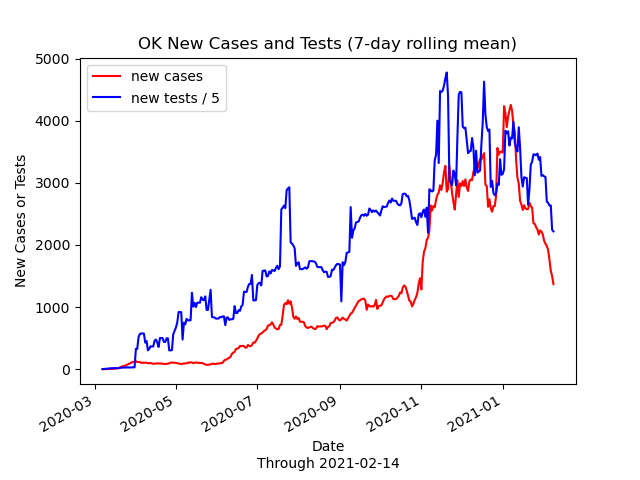 OK New Cases and Tests (7-day rolling mean)
new cases
new tests / 5
New Cases or Tests
5000
4000
3000
2000
1000
0
2020-03
2020-05
2020-07
2020-09
2020-11
2021-01
Date
Through 2021-02-14